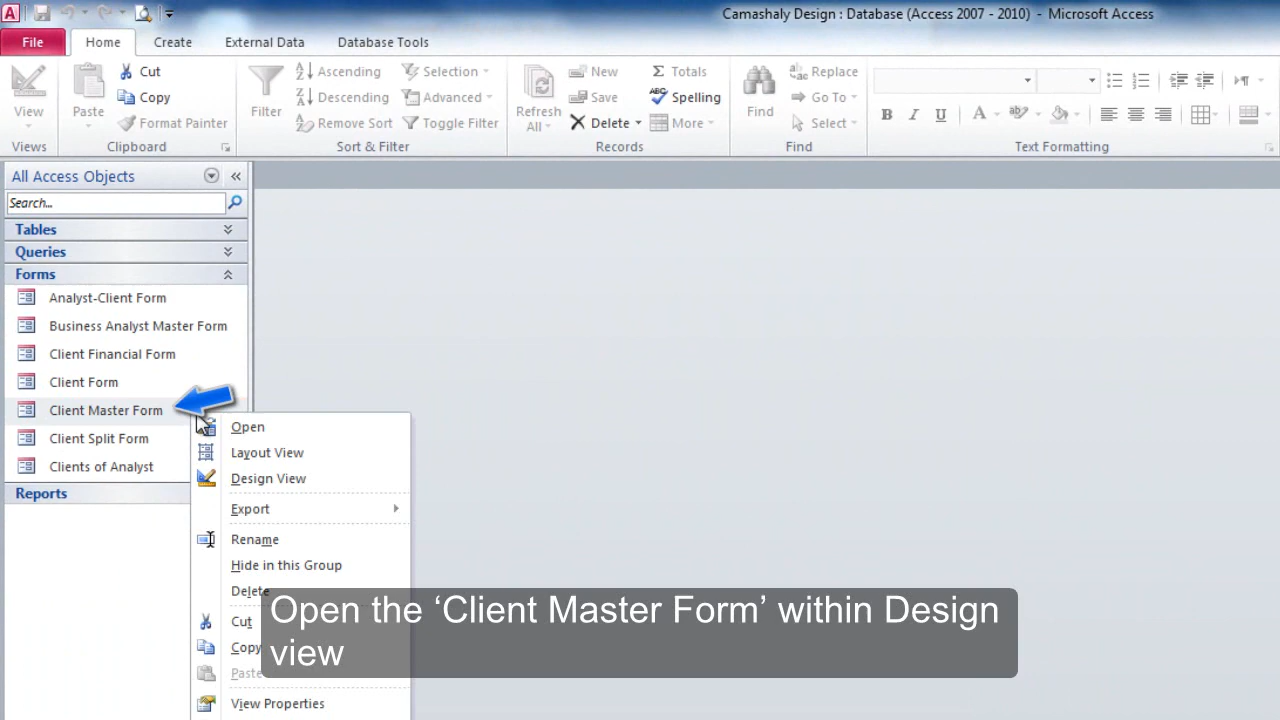 Camashaly Design : Database (Access 2007 - 2010) - Microsoft Access
File Home Create External Data Database Tools
View
Views
Paste
Cut
Copy
Format Painter
Clipboard
Filter
Ascending
Descending
Remove Sort
Selection
Advanced
Toggle Filter
Sort & Filter
Refresh
All
New
Save
Delete
Totals
Spelling
More
Records
Find
Replace
Go To
Select
Find
B I U A
Text Formatting
All Access Objects
Search...
Tables
Queries
Forms
Analyst-Client Form
Business Analyst Master Form
Client Financial Form
Client Form
Client Master Form
Client Split Form
Clients of Analyst
Reports
Open
Layout View
Design View
Export
Rename
Hide in this Group
Delete
Cut
Copy
Paste
View Properties
Open the ‘Client Master Form’ within Design
view